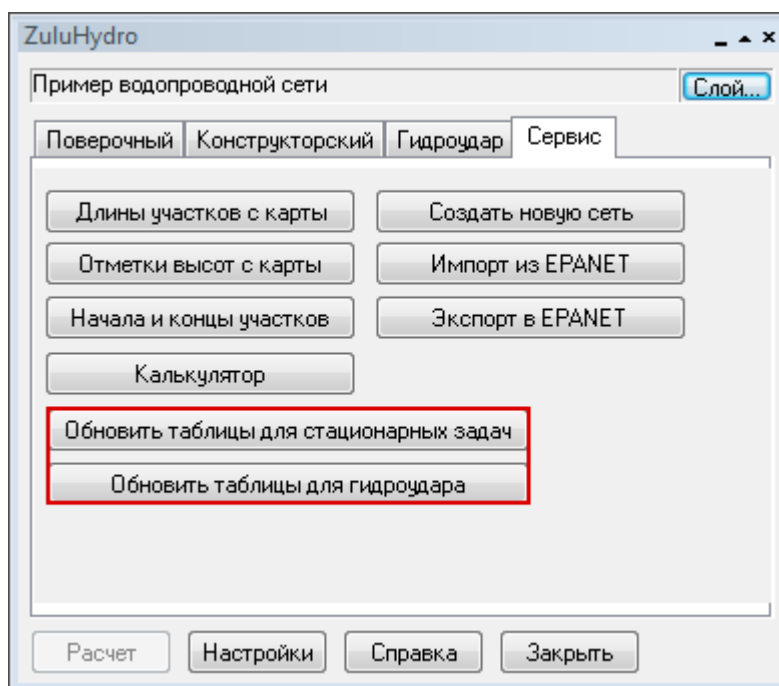 ZuluHydro
Пример водопроводной сети
Слой...
Поверочный Конструкторский Гидроудар Сервис
Длины участков с карты Создать новую сеть
Отметки высот с карты Импорт из EPANET
Начала и концы участков Экспорт в EPANET
Калькулятор
Обновить таблицы для стационарных задач
Обновить таблицы для гидроудара
Расчет Настройки Справка Закрыть